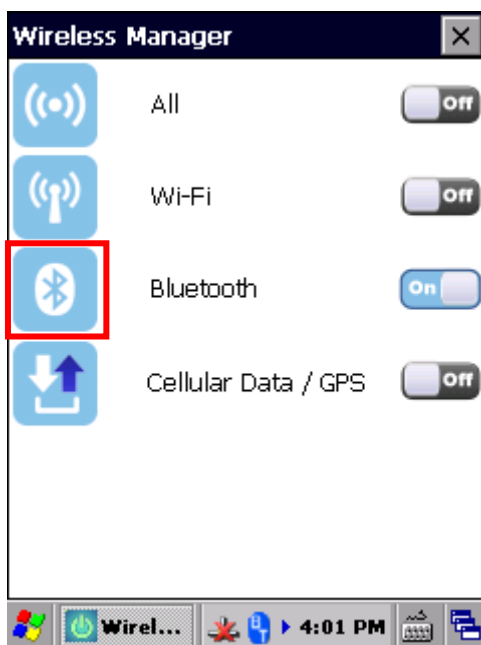 Wireless Manager
All Off
Wi-Fi Off
Bluetooth On
Cellular Data / GPS Off
Wirel... 4:01 PM